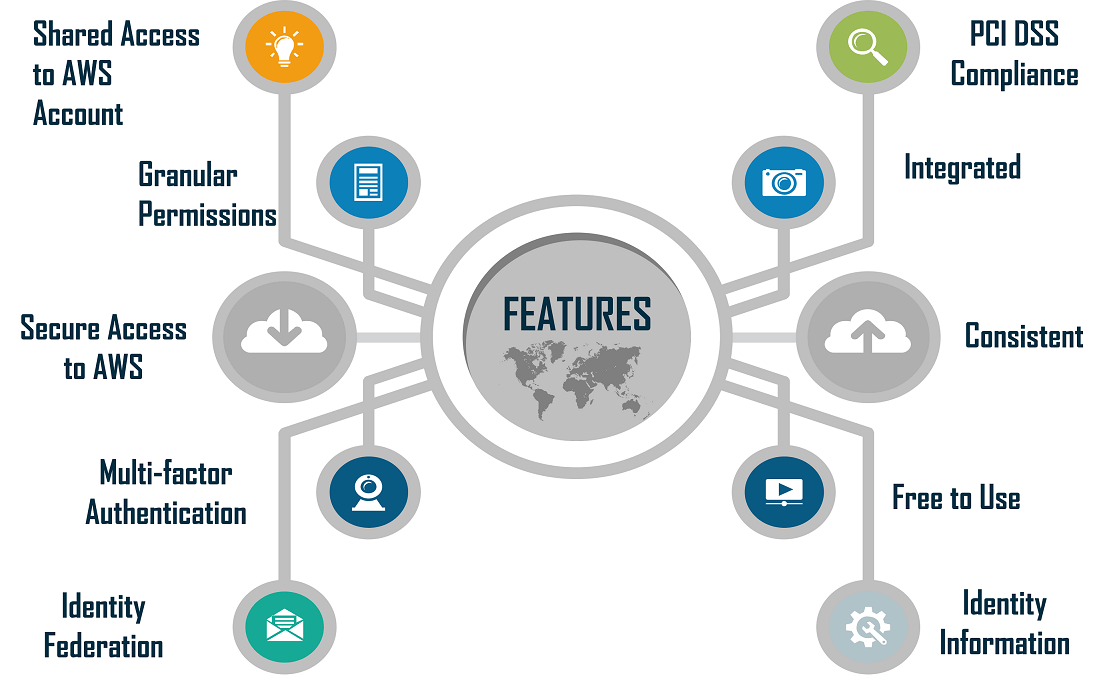 Shared Access
to AWS
Account
Granular
Permissions
Secure Access
to AWS
Multi-factor
Authentication
Identity
Federation
FEATURES
PCI DSS
Compliance
Integrated
Consistent
Free to Use
Identity
Information